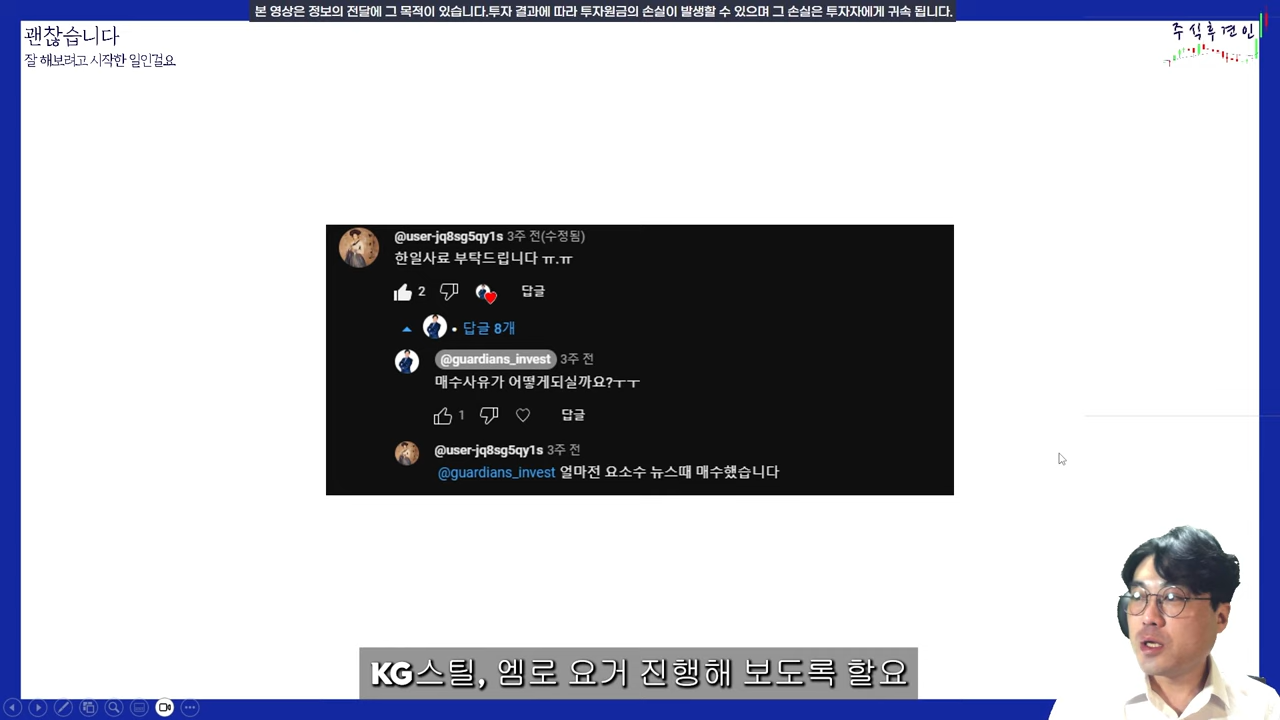 본 영상은 정보의 전달에 그 목적이 있습니다.투자 결과에 따라 투자원금의 손실이 발생할 수 있으며 그 손실은 투자자에게 귀속 됩니다.
괜찮습니다
잘 해보려고 시작한 일인걸요
주식후견인
@user-jq8sg5qy1s 3주 전(수정됨)
한일사료 부탁드립니다 ㅠ.ㅠ
2 답글
• 답글 8개
@guardians_invest 3주 전
매수사유가 어떻게되실까요?ㅜㅜ
1 답글
@user-jq8sg5qy1s 3주 전
@guardians_invest 얼마전 요소수 뉴스때 매수했습니다
KG스틸, 엠로 요거 진행해 보도록 할요